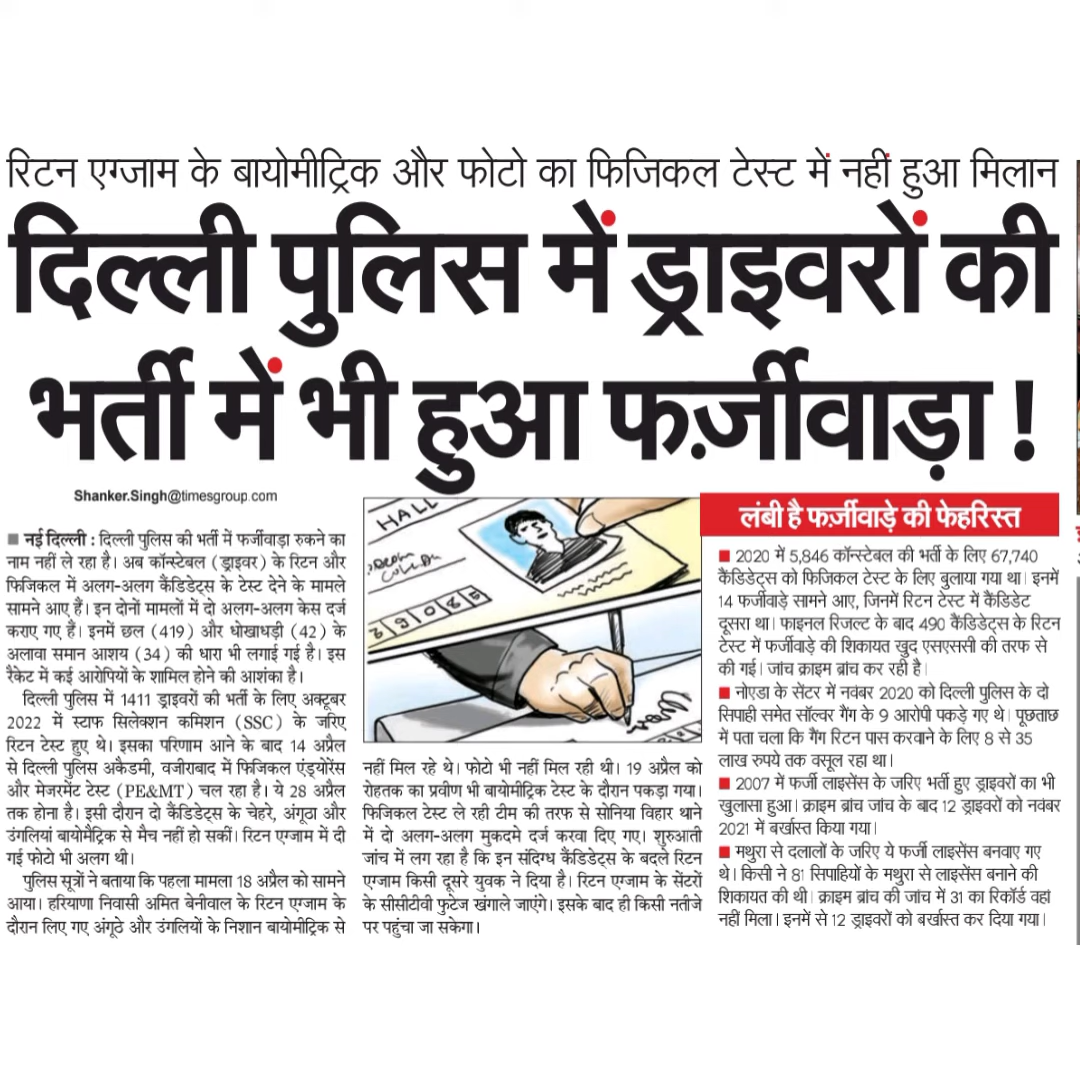 रिटन एग्जाम के बायोमीट्रिक और फोटो का फिजिकल टेस्ट में नहीं हुआ मिलान
दिल्ली पुलिस में ड्राइवरों की
भर्ती में भी हुआ फर्ज़ीवाड़ा !
Shanker.Singh@timesgroup.com
■ नई दिल्ली : दिल्ली पुलिस की भर्ती में फर्जीवाड़ा रुकने का
नाम नहीं ले रहा है। अब कॉन्स्टेबल (ड्राइवर) के रिटन और
फिजिकल में अलग-अलग कैंडिडेट्स के टेस्ट देने के मामले
सामने आए हैं। इन दोनों मामलों में दो अलग-अलग केस दर्ज
कराए गए हैं। इनमें छल (419) और धोखाधड़ी (42) के
अलावा समान आशय (34) की धारा भी लगाई गई है। इस
रैकेट में कई आरोपियों के शामिल होने की आशंका है।
दिल्ली पुलिस में 1411 ड्राइवरों की भर्ती के लिए अक्टूबर
2022 में स्टाफ सिलेक्शन कमिशन (SSC) के जरिए
रिटन टेस्ट हुए थे। इसका परिणाम आने के बाद 14 अप्रैल
से दिल्ली पुलिस अकैडमी, वजीराबाद में फिजिकल एंड्योरेंस
और मेजरमेंट टेस्ट (PE&MT) चल रहा है। ये 28 अप्रैल
तक होना है। इसी दौरान दो कैंडिडेट्स के चेहरे, अंगूठा और
उंगलियां बायोमैट्रिक से मैच नहीं हो सकीं। रिटन एग्जाम में दी
गई फोटो भी अलग थी।
पुलिस सूत्रों ने बताया कि पहला मामला 18 अप्रैल को सामने
आया। हरियाणा निवासी अमित बेनीवाल के रिटन एग्जाम के
दौरान लिए गए अंगूठे और उंगलियों के निशान बायोमीट्रिक से
HALL
नहीं मिल रहे थे। फोटो भी नहीं मिल रही थी। 19 अप्रैल को
रोहतक का प्रवीण भी बायोमीट्रिक टेस्ट के दौरान पकड़ा गया।
फिजिकल टेस्ट ले रही टीम की तरफ से सोनिया विहार थाने
में दो अलग-अलग मुकदमे दर्ज करवा दिए गए। शुरुआती
जांच में लग रहा है कि इन संदिग्ध कैंडिडेट्स के बदले रिटन
एग्जाम किसी दूसरे युवक ने दिया है। रिटन एग्जाम के सेंटरों
के सीसीटीवी फुटेज खंगाले जाएंगे। इसके बाद ही किसी नतीजे
पर पहुंचा जा सकेगा।
लंबी है फर्ज़ीवाड़े की फेहरिस्त
■ 2020 में 5,846 कॉन्स्टेबल की भर्ती के लिए 67,740
कैंडिडेट्स को फिजिकल टेस्ट के लिए बुलाया गया था। इनमें
14 फर्जीवाड़े सामने आए, जिनमें रिटन टेस्ट में कैंडिडेट
दूसरा था। फाइनल रिजल्ट के बाद 490 कैंडिडेट्स के रिटन
टेस्ट में फर्जीवाड़े की शिकायत खुद एसएससी की तरफ से
की गई। जांच क्राइम ब्रांच कर रही है।
■ नोएडा के सेंटर में नवंबर 2020 को दिल्ली पुलिस के दो
सिपाही समेत सॉल्वर गैंग के 9 आरोपी पकड़े गए थे। पूछताछ
में पता चला कि गैंग रिटन पास करवाने के लिए 8 से 35
लाख रुपये तक वसूल रहा था।
■ 2007 में फर्जी लाइसेंस के जरिए भर्ती हुए ड्राइवरों का भी
खुलासा हुआ। क्राइम ब्रांच जांच के बाद 12 ड्राइवरों को नवंबर
2021 में बर्खास्त किया गया।
■ मथुरा से दलालों के जरिए ये फर्जी लाइसेंस बनवाए गए
थे। किसी ने 81 सिपाहियों के मथुरा से लाइसेंस बनाने की
शिकायत की थी। क्राइम ब्रांच की जांच में 31 का रिकॉर्ड वहां
नहीं मिला। इनमें से 12 ड्राइवरों को बर्खास्त कर दिया गया।